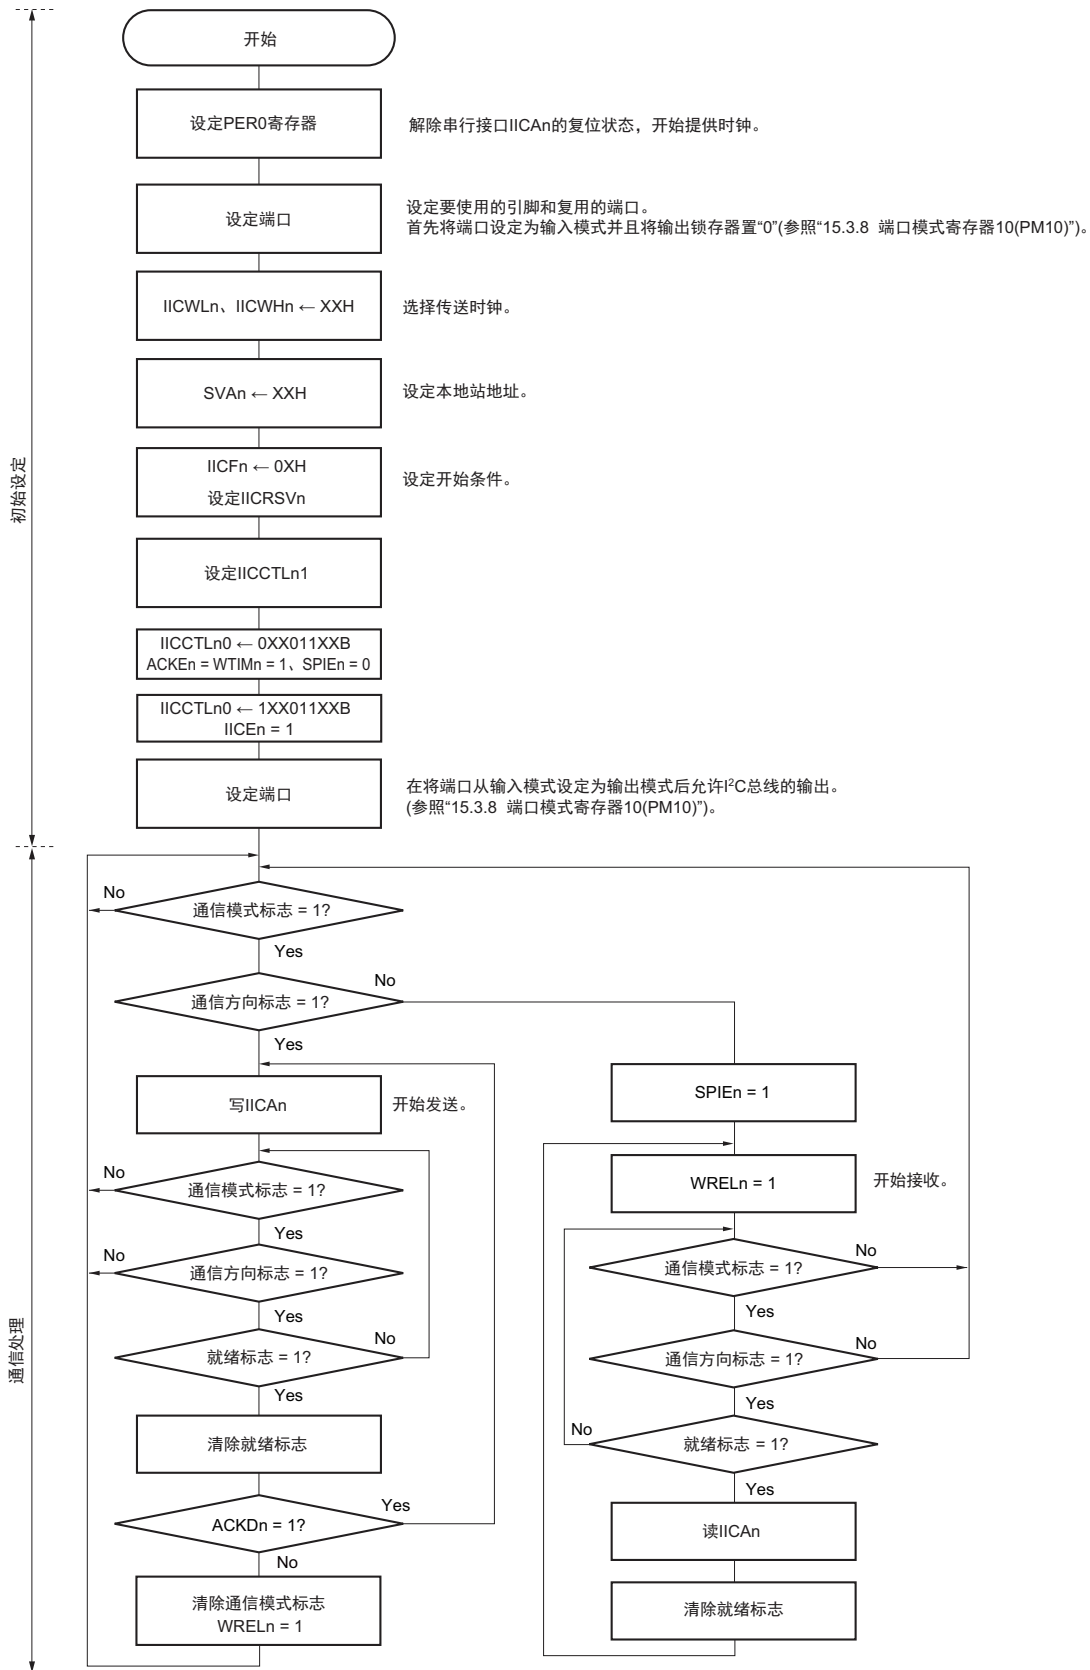 开始
设定PER0寄存器
解除串行接口IICAn的复位状态，开始提供时钟。
设定端口
设定要使用的引脚和复用的端口。
首先将端口设定为输入模式并且将输出锁存器置“0”(参照“15.3.8 端口模式寄存器10(PM10)”)。
IICWLn、IICWHn ← XXH
选择传送时钟。
SVAn ← XXH
设定本地站地址。
初始设定
IICFn ← 0XH
设定IICRSVn
设定开始条件。
设定IICCTLn1
IICCTLn0 ← 0XX011XXB
ACKEn = WTIMn = 1、SPIEn = 0
IICCTLn0 ← 1XX011XXB
IICEn = 1
设定端口
在将端口从输入模式设定为输出模式后允许I²C总线的输出。
(参照“15.3.8 端口模式寄存器10(PM10)”)。
通信处理
No
通信模式标志 = 1?
Yes
No
通信方向标志 = 1?
Yes
写IICAn
开始发送。
No
通信模式标志 = 1?
Yes
No
通信方向标志 = 1?
Yes
No
就绪标志 = 1?
Yes
清除就绪标志
Yes
ACKDn = 1?
No
清除通信模式标志
WRELn = 1
SPIEn = 1
WRELn = 1
开始接收。
No
通信模式标志 = 1?
Yes
No
通信方向标志 = 1?
Yes
No
就绪标志 = 1?
Yes
读IICAn
清除就绪标志